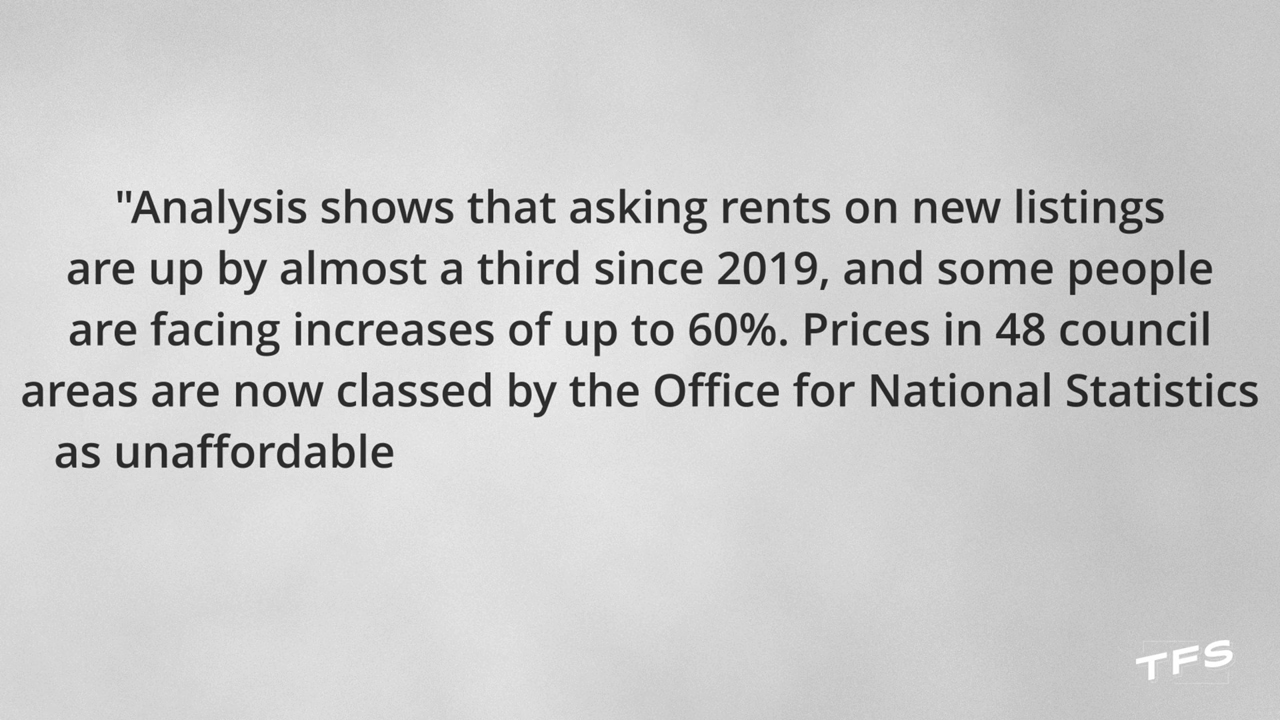 "Analysis shows that asking rents on new listings
are up by almost a third since 2019, and some people
are facing increases of up to 60%. Prices in 48 council
areas are now classed by the Office for National Statistics
as unaffordable
TFS